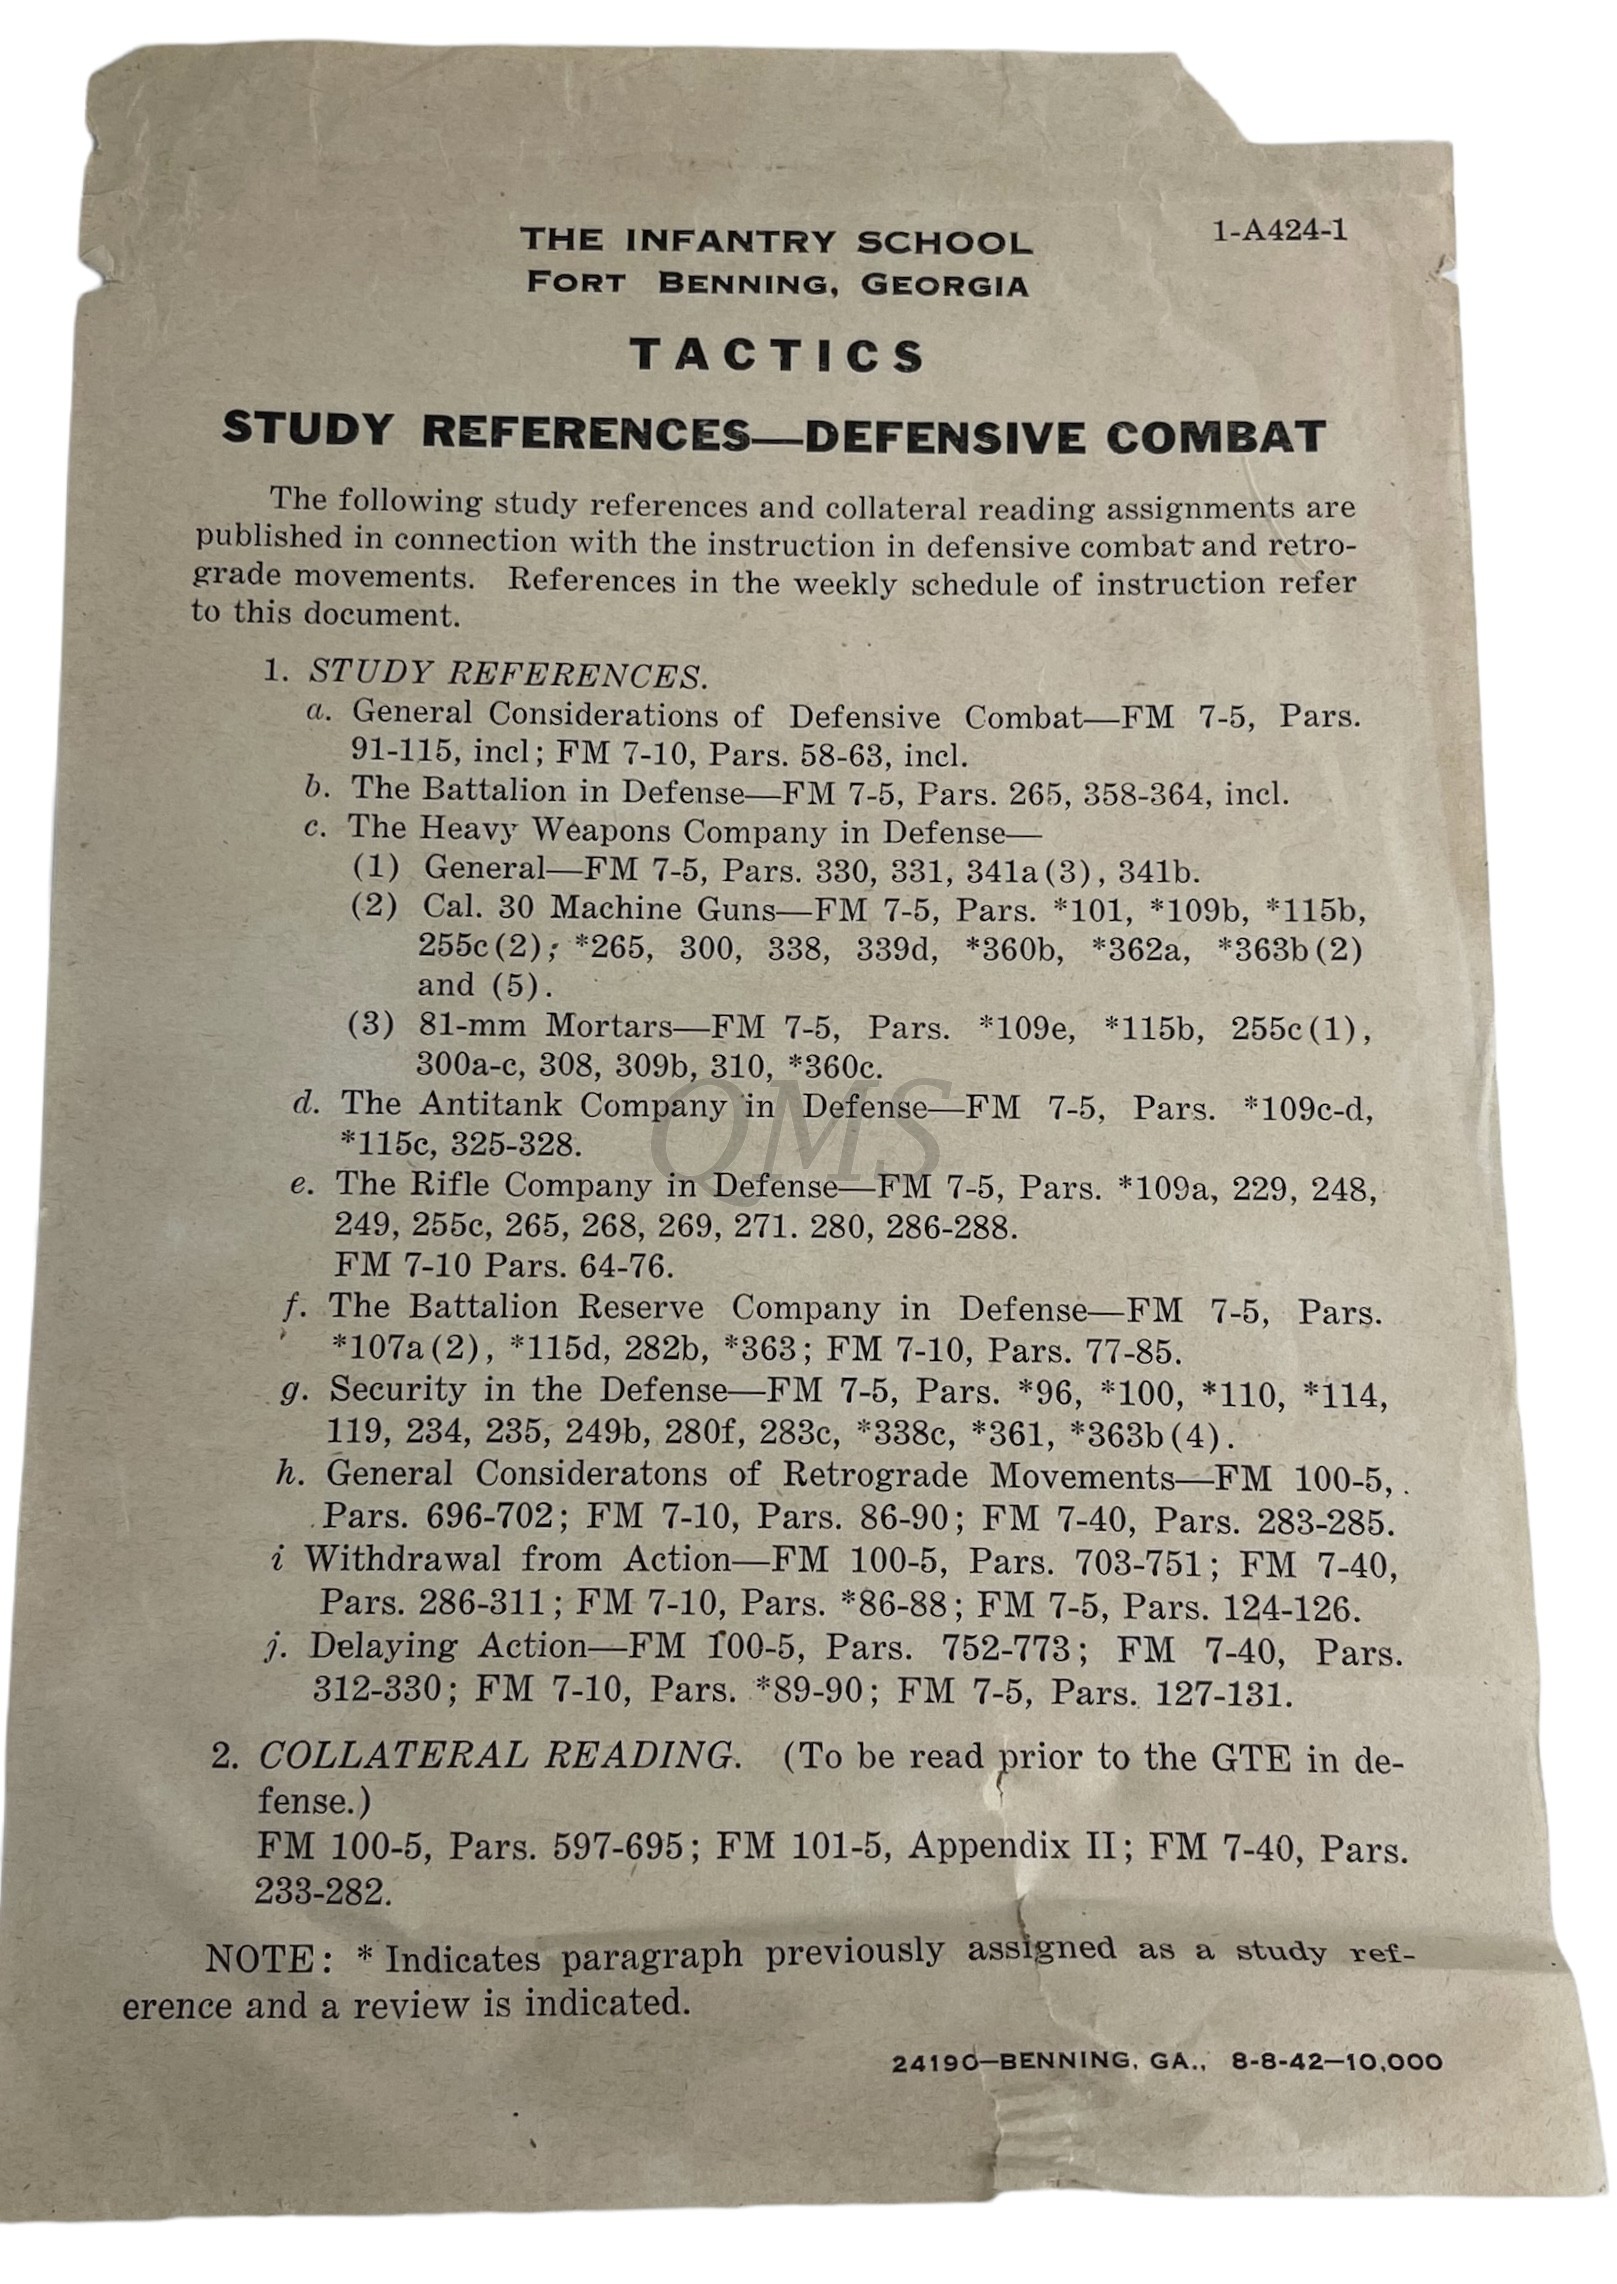 1-A424-1
THE INFANTRY SCHOOL
FORT BENNING, GEORGIA
TACTICS
STUDY REFERENCES—DEFENSIVE COMBAT
The following study references and collateral reading assignments are
published in connection with the instruction in defensive combat and retro-
grade movements. References in the weekly schedule of instruction refer
to this document.
1. STUDY REFERENCES.
a. General Considerations of Defensive Combat—FM 7-5, Pars.
91-115, incl; FM 7-10, Pars. 58-63, incl.
b. The Battalion in Defense—FM 7-5, Pars. 265, 358-364, incl.
c. The Heavy Weapons Company in Defense—
(1) General—FM 7-5, Pars. 330, 331, 341a(3), 341b.
(2) Cal. 30 Machine Guns—FM 7-5, Pars. *101, *109b, *115b,
255c(2); *265, 300, 338, 339d, *360b, *362a, *363b(2)
and (5).
(3) 81-mm Mortars—FM 7-5, Pars. *109e, *115b, 255c(1),
300a-c, 308, 309b, 310, *360c.
QMS
d. The Antitank Company in Defense—FM 7-5, Pars. *109c-d,
*115c, 325-328.
e. The Rifle Company in Defense—FM 7-5, Pars. *109a, 229, 248,
249, 255c, 265, 268, 269, 271. 280, 286-288.
FM 7-10 Pars. 64-76.
f. The Battalion Reserve Company in Defense—FM 7-5, Pars.
*107a(2), *115d, 282b, *363; FM 7-10, Pars. 77-85.
g. Security in the Defense—FM 7-5, Pars. *96, *100, *110, *114,
119, 234, 235, 249b, 280f, 283c, *338c, *361, *363b(4).
h. General Consideratons of Retrograde Movements—FM 100-5,
Pars. 696-702; FM 7-10, Pars. 86-90; FM 7-40, Pars. 283-285.
i Withdrawal from Action—FM 100-5, Pars. 703-751; FM 7-40,
Pars. 286-311; FM 7-10, Pars. *86-88; FM 7-5, Pars. 124-126.
j. Delaying Action—FM 100-5, Pars. 752-773; FM 7-40, Pars.
312-330; FM 7-10, Pars. *89-90; FM 7-5, Pars. 127-131.
2. COLLATERAL READING. (To be read prior to the GTE in de-
fense.)
FM 100-5, Pars. 597-695; FM 101-5, Appendix II; FM 7-40, Pars.
233-282.
NOTE: * Indicates paragraph previously assigned as a study ref-
erence and a review is indicated.
24190—BENNING, GA., 8-8-42—10,000